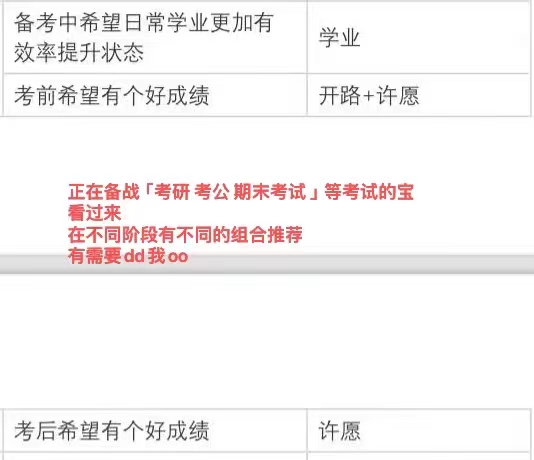 备考中希望日常学业更加有
效率提升状态
学业
考前希望有个好成绩
开路+许愿
正在备战「考研 考公 期末考试」等考试的宝
看过来
在不同阶段有不同的组合推荐
有需要dd我oo
考后希望有个好成绩
许愿